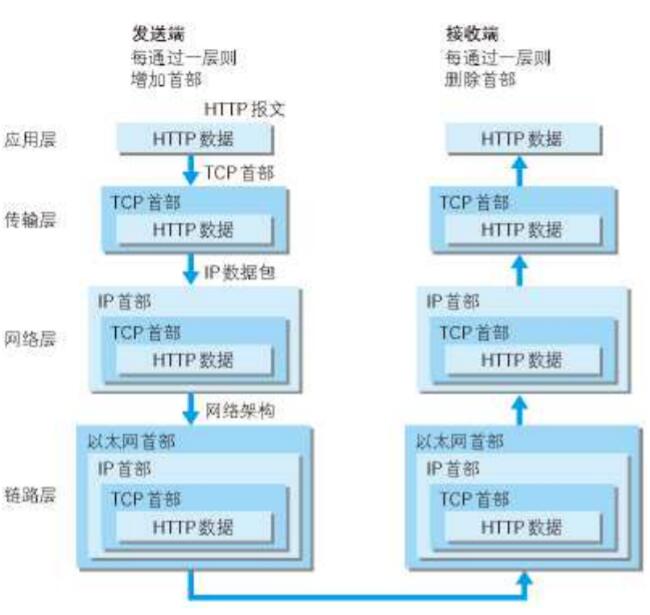 发送端
每通过一层则
增加首部
接收端
每通过一层则
删除首部
HTTP 报文
应用层
HTTP 数据
HTTP 数据
TCP 首部
传输层
TCP 首部
HTTP 数据
TCP 首部
HTTP 数据
IP 数据包
网络层
IP 首部
TCP 首部
HTTP 数据
IP 首部
TCP 首部
HTTP 数据
网络架构
链路层
以太网首部
IP 首部
TCP 首部
HTTP 数据
以太网首部
IP 首部
TCP 首部
HTTP 数据